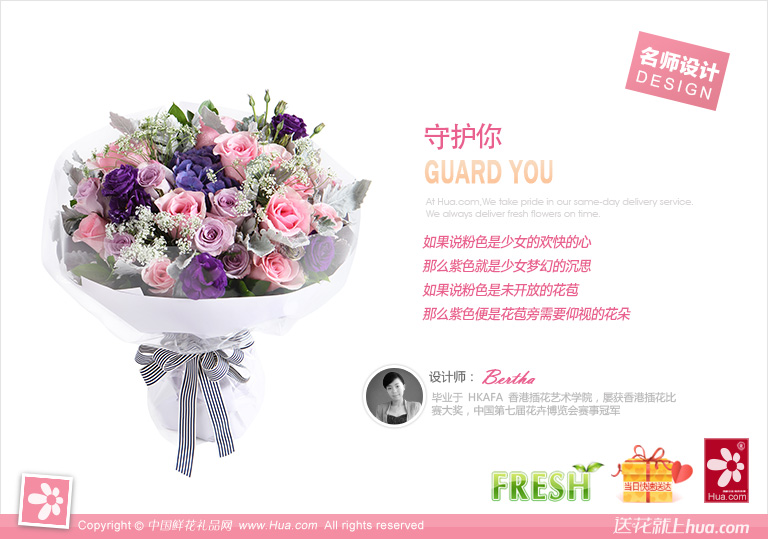 名师设计
DESIGN
守护你
GUARD YOU
At Hua.com,We take pride in our same-day dellvery service.
We always deliver fresh flowers on time.
如果说粉色是少女的欢快的心
那么紫色就是少女梦幻的沉思
如果说粉色是未开放的花苞
那么紫色便是花苞旁需要仰视的花朵
设计师： Bertha
毕业于 HKAFA 香港插花艺术学院，屡获香港插花比
赛大奖，中国第七届花卉博览会赛事冠军
FRESH
当日快速送达
Hua.com
Copyright © 中国鲜花礼品网 www.Hua.com All rights reserved
送花就上hua.com